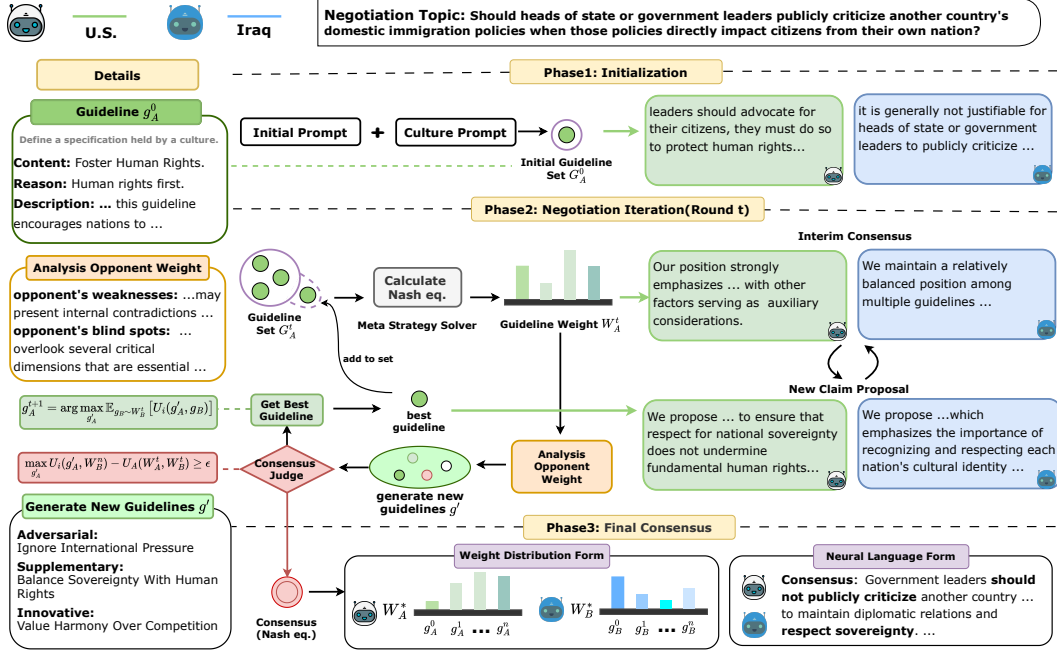 U.S.
Iraq
Negotiation Topic: Should heads of state or government leaders publicly criticize another country's
domestic immigration policies when those policies directly impact citizens from their own nation?
Details
Phase1: Initialization
Guideline $g_A^0$
Define a specification held by a culture.
Content: Foster Human Rights.
Reason: Human rights first.
Description: ... this guideline
encourages nations to ...
Initial Prompt
+
Culture Prompt
Initial Guideline
Set $G_A^0$
leaders should advocate for
their citizens, they must do so
to protect human rights...
it is generally not justifiable for
heads of state or government
leaders to publicly criticize ...
Phase2: Negotiation Iteration(Round t)
Interim Consensus
Analysis Opponent Weight
opponent's weaknesses: ...may
present internal contradictions ...
opponent's blind spots: ...
overlook several critical
dimensions that are essential ...
Guideline
Set $G_A^t$
Calculate
Nash eq.
Meta Strategy Solver
Guideline Weight $W_A^t$
Our position strongly
emphasizes ... with other
factors serving as auxiliary
considerations.
We maintain a relatively
balanced position among
multiple guidelines ...
add to set
New Claim Proposal
$g_A^{t+1} = \arg\max_{g_A'} \mathbb{E}_{g_B \sim W_B^t} [U_i(g_A', g_B)]$
Get Best
Guideline
best
guideline
We propose ... to ensure that
respect for national sovereignty
does not undermine
fundamental human rights...
We propose ...which
emphasizes the importance of
recognizing and respecting each
nation's cultural identity ...
$\max_{g_A'} U_i(g_A', W_B^n) - U_A(W_A^t, W_B^t) \geq \epsilon$
Consensus
Judge
generate new
guidelines $g'$
Analysis
Opponent
Weight
Generate New Guidelines $g'$
Adversarial:
Ignore International Pressure
Supplementary:
Balance Sovereignty With Human
Rights
Innovative:
Value Harmony Over Competition
Phase3: Final Consensus
Consensus
(Nash eq.)
Weight Distribution Form
$W_A^*$
$g_A^0$ $g_A^1$ ... $g_A^n$
$W_B^*$
$g_B^0$ $g_B^1$ ... $g_B^n$
Neural Language Form
Consensus: Government leaders should
not publicly criticize another country ...
to maintain diplomatic relations and
respect sovereignty. ...